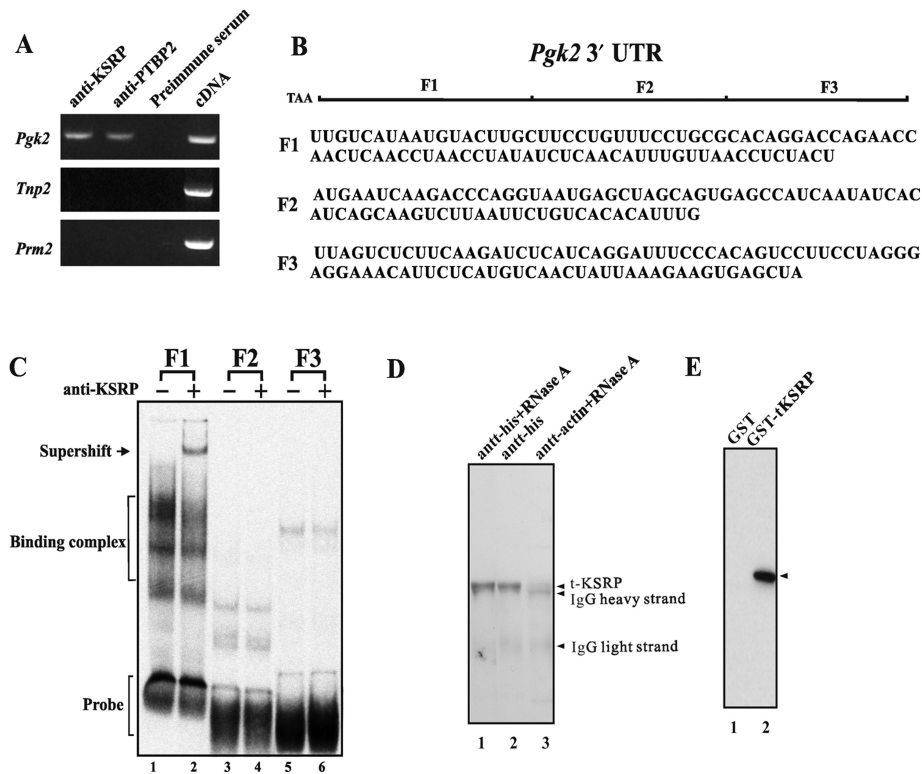 A
anti-KSRP
anti-PTBP2
Preimmune serum
cDNA
Pgk2
Tnp2
Prm2
B
Pgk2 3′ UTR
TAA
F1
F2
F3
F1
UUGUCAUAAUGUACUUGCUUCCUGUUUCCUGCGCACAGGACCAGAACC
AACUCAACCUAACCUAUAUCUCAACAUUUGUUAACCUCUACU
F2
AUGAAUCAAGACCCAGGUAAUGAGCUAGCAGUGAGCCAUCAAUAUCAC
AUCAGCAAGUCUUAAUUCUGUCACACAUUUG
F3
UUAGUCUCUUCAAGAUCUCAUCAGGAUUUCCCACAGUCCUUCCUAGGG
AGGAAACAUUCUCAUGUCAACUAUUAAAGAAGUGAGCUA
C
F1
F2
F3
anti-KSRP
− + − + − +
Supershift
Binding complex
Probe
1 2 3 4 5 6
D
antt-his+RNase A
antt-his
antt-actin+RNase A
t-KSRP
IgG heavy strand
IgG light strand
1 2 3
E
GST
GST-tKSRP
1 2